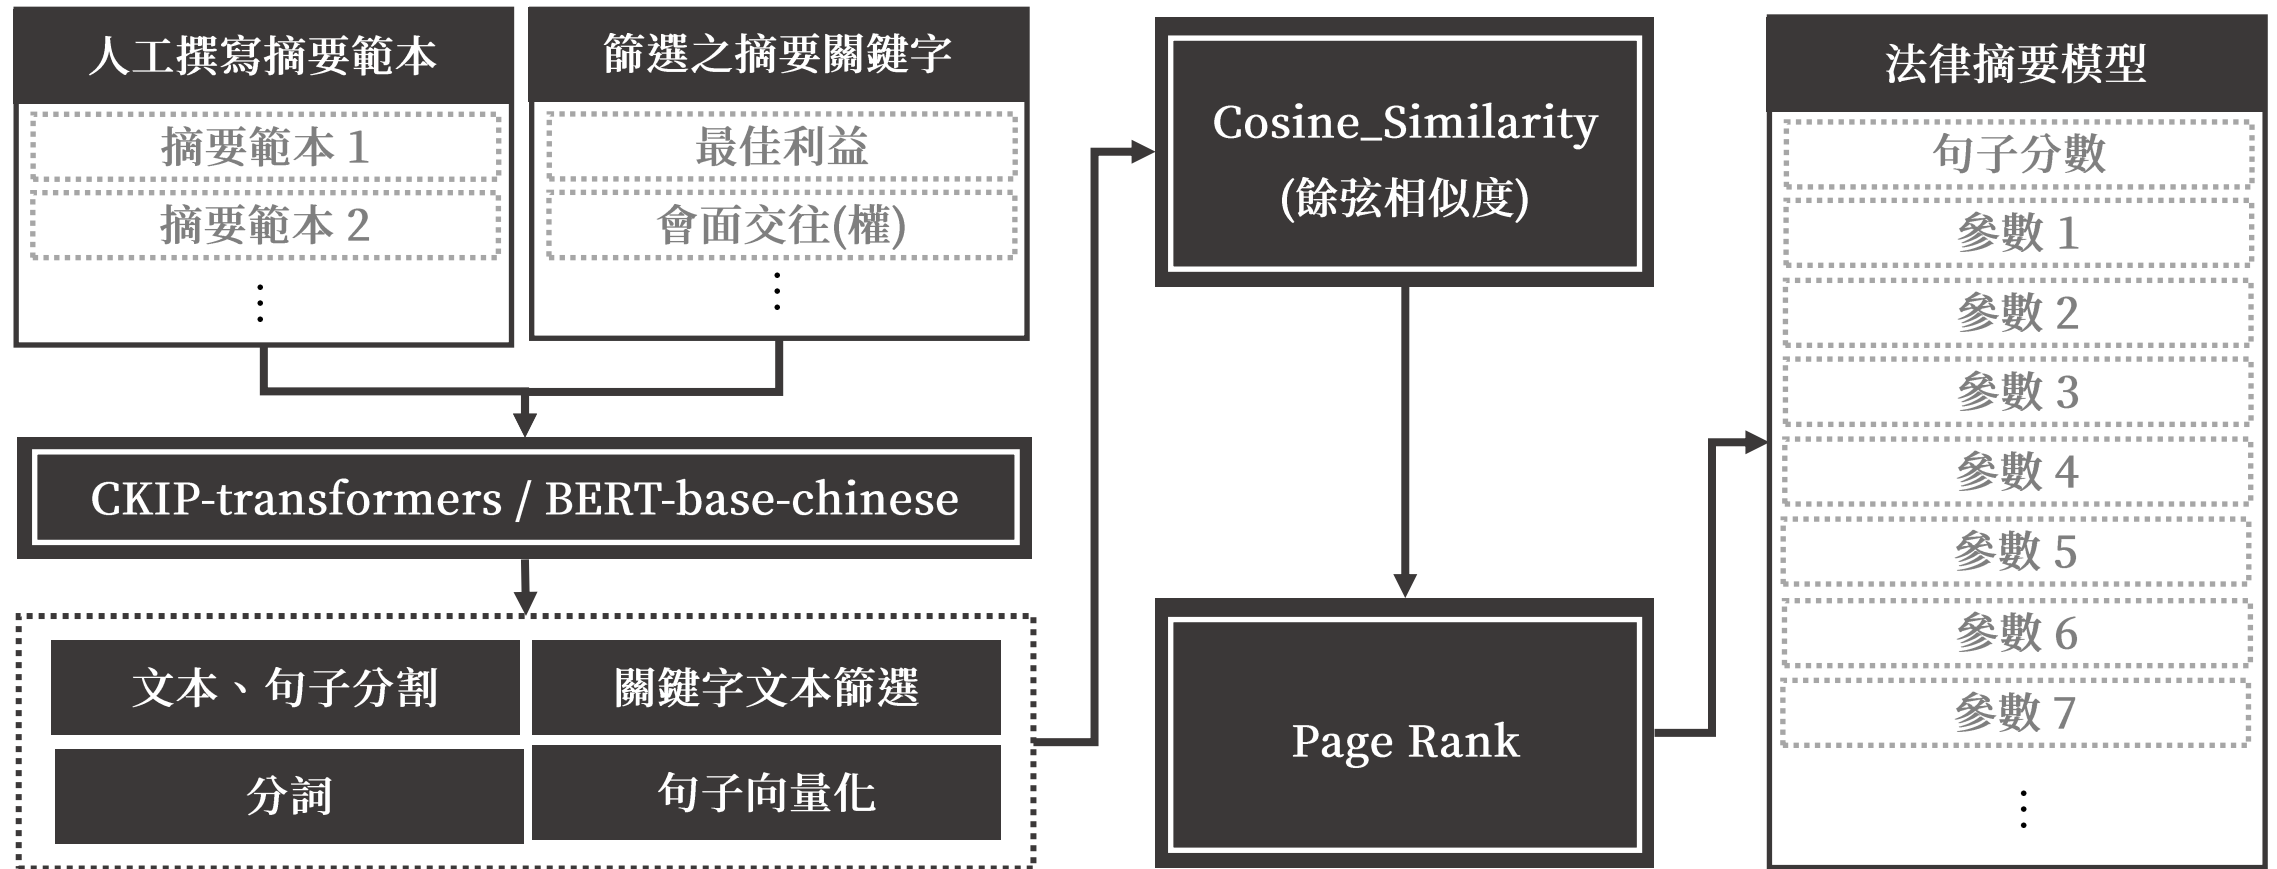 人工撰寫摘要範本
摘要範本 1
摘要範本 2
⋮
篩選之摘要關鍵字
最佳利益
會面交往(權)
⋮
CKIP-transformers / BERT-base-chinese
文本、句子分割
關鍵字文本篩選
分詞
句子向量化
Cosine_Similarity
(餘弦相似度)
Page Rank
法律摘要模型
句子分數
參數 1
參數 2
參數 3
參數 4
參數 5
參數 6
參數 7
⋮